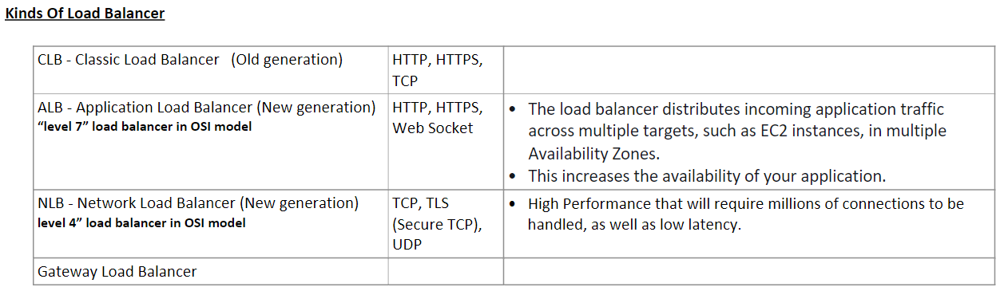 Kinds Of Load Balancer
CLB - Classic Load Balancer (Old generation)
HTTP, HTTPS,
TCP
ALB - Application Load Balancer (New generation)
“level 7” load balancer in OSI model
HTTP, HTTPS,
Web Socket
• The load balancer distributes incoming application traffic
across multiple targets, such as EC2 instances, in multiple
Availability Zones.
• This increases the availability of your application.
NLB - Network Load Balancer (New generation)
level 4” load balancer in OSI model
TCP, TLS
(Secure TCP),
UDP
• High Performance that will require millions of connections to be
handled, as well as low latency.
Gateway Load Balancer